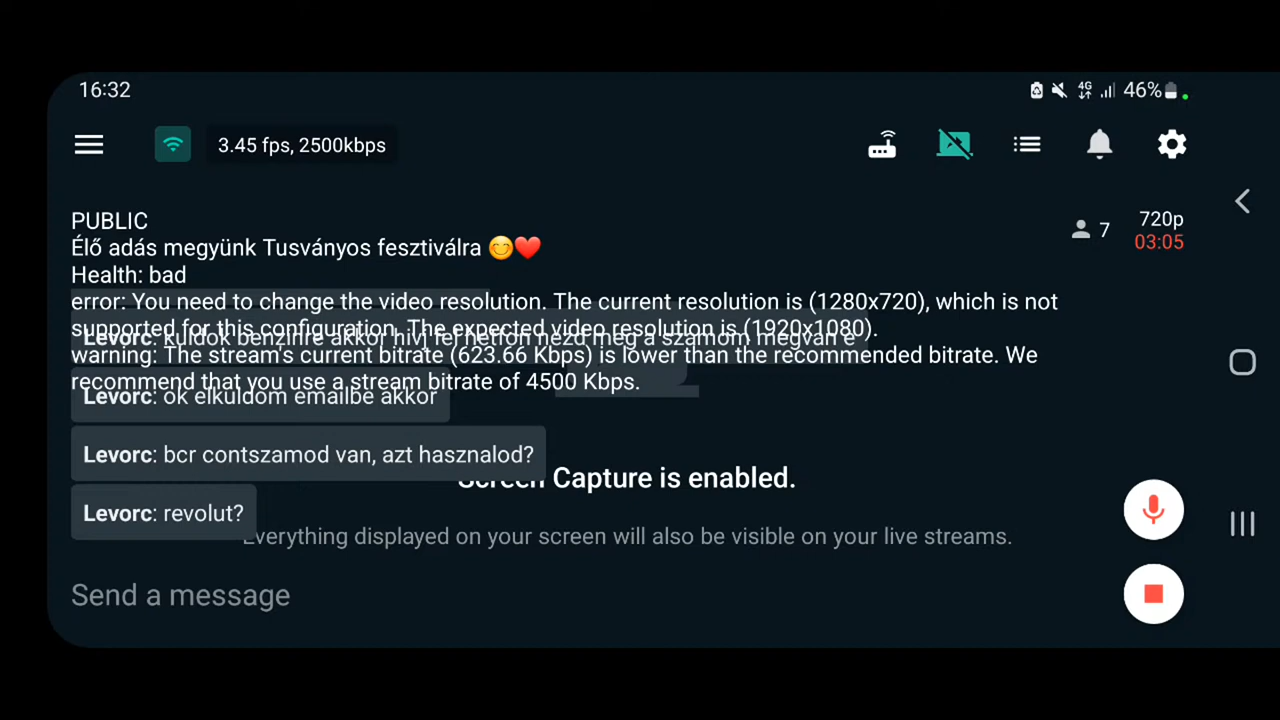 16:32
4G
46%
3.45 fps, 2500kbps
PUBLIC
7
720p
Élő adás megyünk Tusványos fesztiválra 😊❤️
03:05
Health: bad
error: You need to change the video resolution. The current resolution is (1280x720), which is not
supported for this configuration. The expected video resolution is (1920x1080).
Levorc: kuldok benzinre akkor hivj fel hetfon nezd meg a szamom megvan e
warning: The stream's current bitrate (623.66 Kbps) is lower than the recommended bitrate. We
recommend that you use a stream bitrate of 4500 Kbps.
Levorc: ok elkuldom emailbe akkor
Levorc: bcr contszamod van, azt hasznalod?
Screen Capture is enabled.
Levorc: revolut?
Everything displayed on your screen will also be visible on your live streams.
Send a message